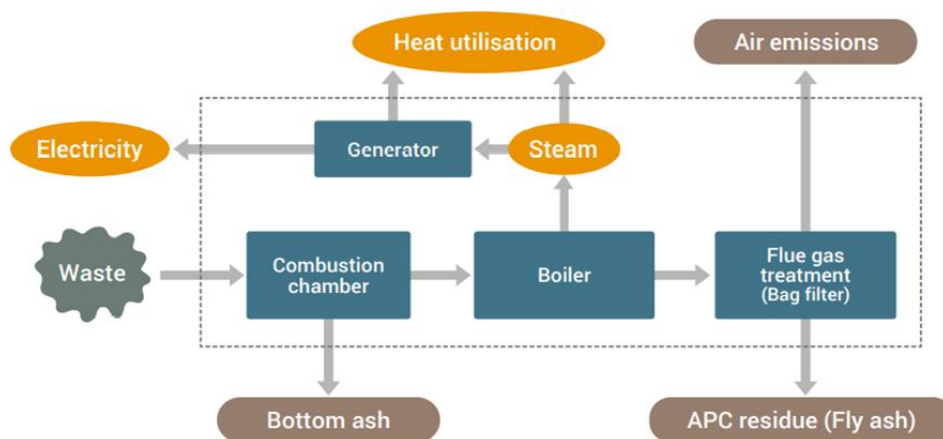 Heat utilisation
Air emissions
Electricity
Generator
Steam
Waste
Combustion
chamber
Boiler
Flue gas
treatment
(Bag filter)
Bottom ash
APC residue (Fly ash)